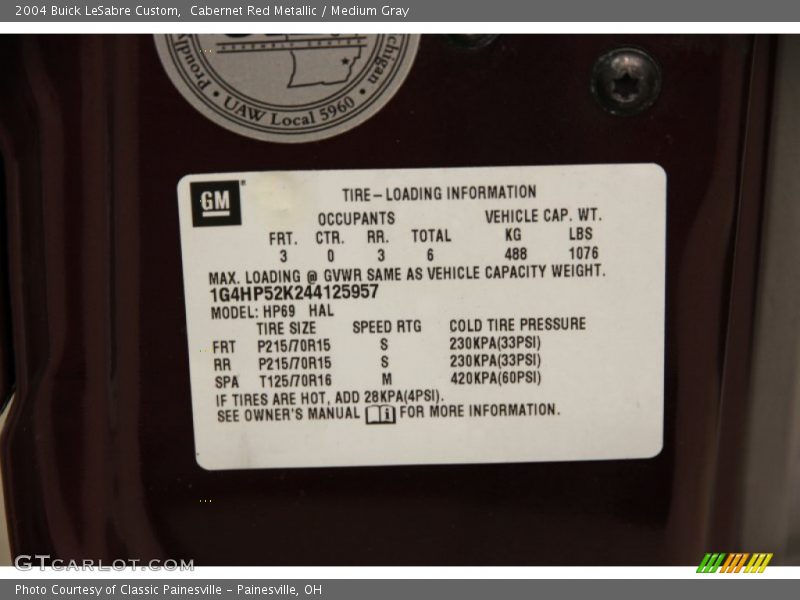 2004 Buick LeSabre Custom,  Cabernet Red Metallic / Medium Gray
Proudly • UAW Local 5960 •
GM
TIRE-LOADING INFORMATION
OCCUPANTS VEHICLE CAP. WT.
FRT. CTR. RR. TOTAL KG LBS
3 0 3 6 488 1076
MAX. LOADING @ GVWR SAME AS VEHICLE CAPACITY WEIGHT.
1G4HP52K244125957
MODEL: HP69 HAL
TIRE SIZE SPEED RTG COLD TIRE PRESSURE
FRT P215/70R15 S 230KPA(33PSI)
RR P215/70R15 S 230KPA(33PSI)
SPA T125/70R16 M 420KPA(60PSI)
IF TIRES ARE HOT, ADD 28KPA(4PSI).
SEE OWNER'S MANUAL FOR MORE INFORMATION.
GTCARLOT.COM
Photo Courtesy of Classic Painesville - Painesville, OH